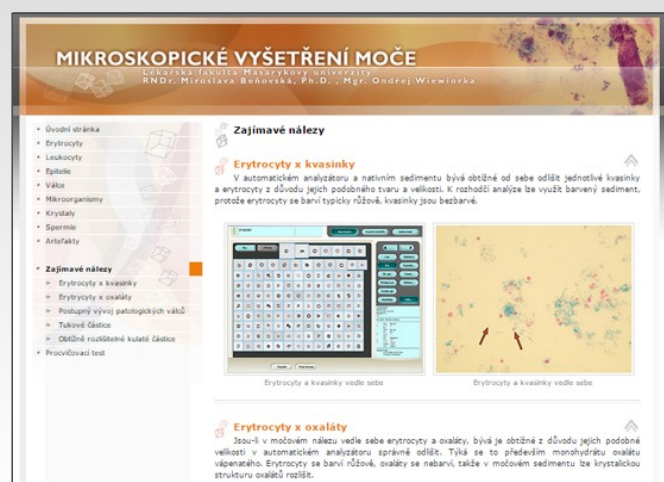 MIKROSKOPICKÉ VYŠETŘENÍ MOČE
Lékařská fakulta Masarykovy univerzity
RNDr. Miroslava Beňovská, Ph.D. , Mgr. Ondřej Wiewiorka
Úvodní stránka
Erytrocyty
Leukocyty
Epitelie
Válce
Mikroorganismy
Krystaly
Spermie
Artefakty
Zajímavé nálezy
Erytrocyty x kvasinky
Erytrycyty x oxaláty
Postupný vývoj patologických válců
Tukové částice
Obtížně rozlišitelné kulaté částice
Procvičovací test
Zajímavé nálezy
Erytrocyty x kvasinky
V automatickém analyzátoru a nativním sedimentu bývá obtížné od sebe odlišit jednotlivé kvasinky
a erytrocyty z důvodu jejich podobného tvaru a velikosti. K rozhodčí analýze lze využít barvený sediment,
protože erytrocyty se barví typicky růžově, kvasinky jsou bezbarvé.
Erytrocyty a kvasinky vedle sebe
Erytrocyty a kvasinky vedle sebe
Erytrocyty x oxaláty
Jsou-li v močovém nálezu vedle sebe erytrocyty a oxaláty, bývá je obtížné z důvodu jejich podobné
velikosti v automatickém analyzátoru správně odlišit. Týká se to především monohydrátu oxalátu
vápenatého. Erytrocyty se barví růžově, oxaláty se nebarví, takže v močovém sedimentu lze krystalickou
strukturu oxalátů rozlišit.